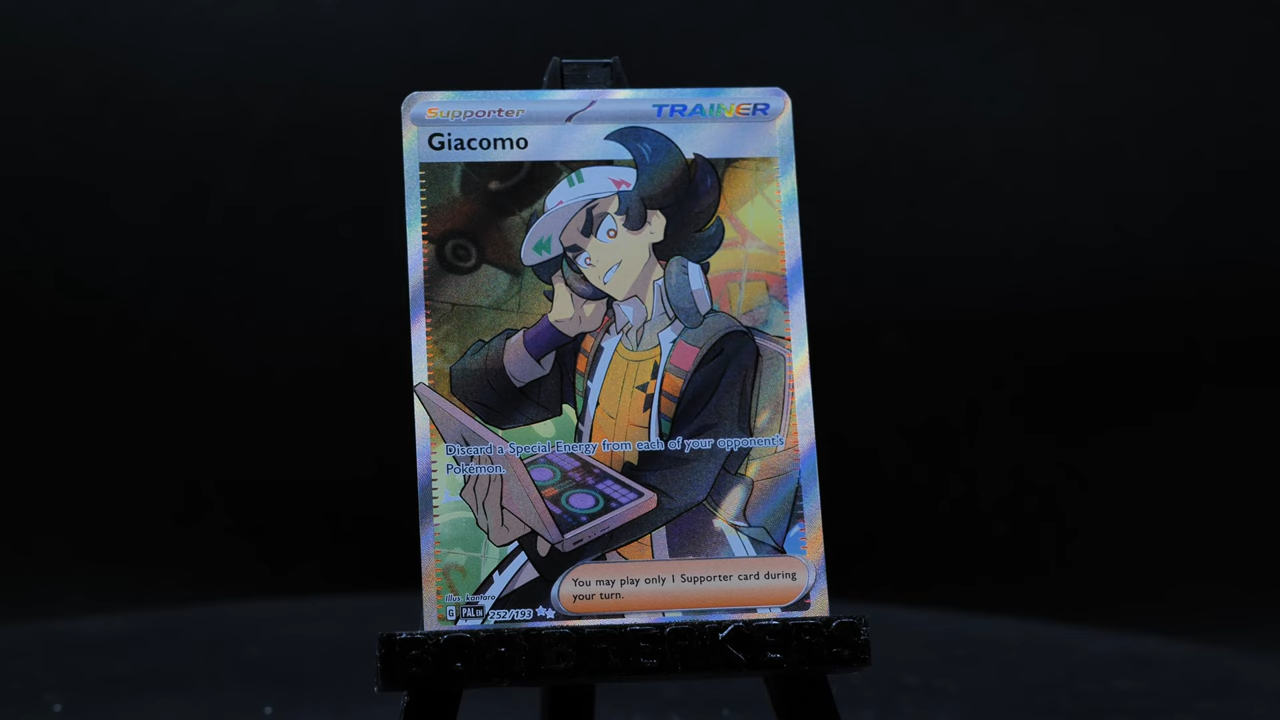 Supporter TRAINER
Giacomo
Discard a Special Energy from each of your opponent's
Pokémon.
You may play only 1 Supporter card during
your turn.
Illus. kantaro
G PAL EN 252/193